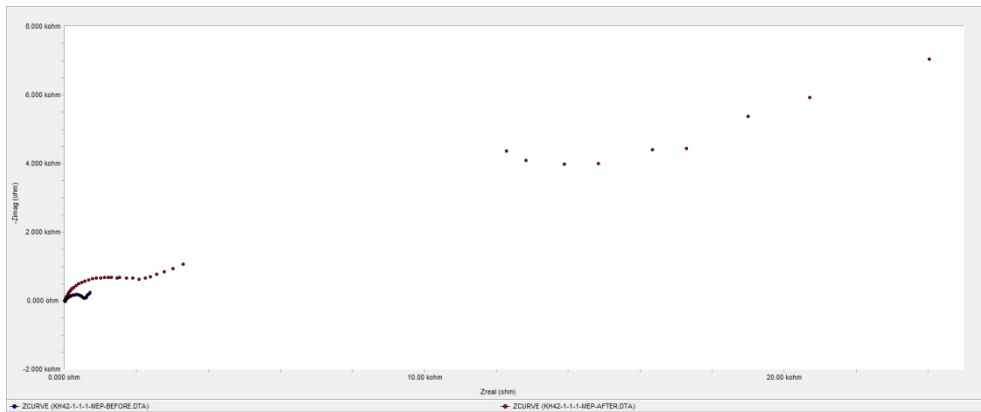 8.000 kohm
6.000 kohm
4.000 kohm
2.000 kohm
0.000 ohm
-2.000 kohm
-Zimag (ohm)
0.000 ohm
10.00 kohm
20.00 kohm
Zreal (ohm)
ZCURVE (KH42-1-1-1-MEP-BEFORE.DTA)
ZCURVE (KH42-1-1-1-MEP-AFTER.DTA)